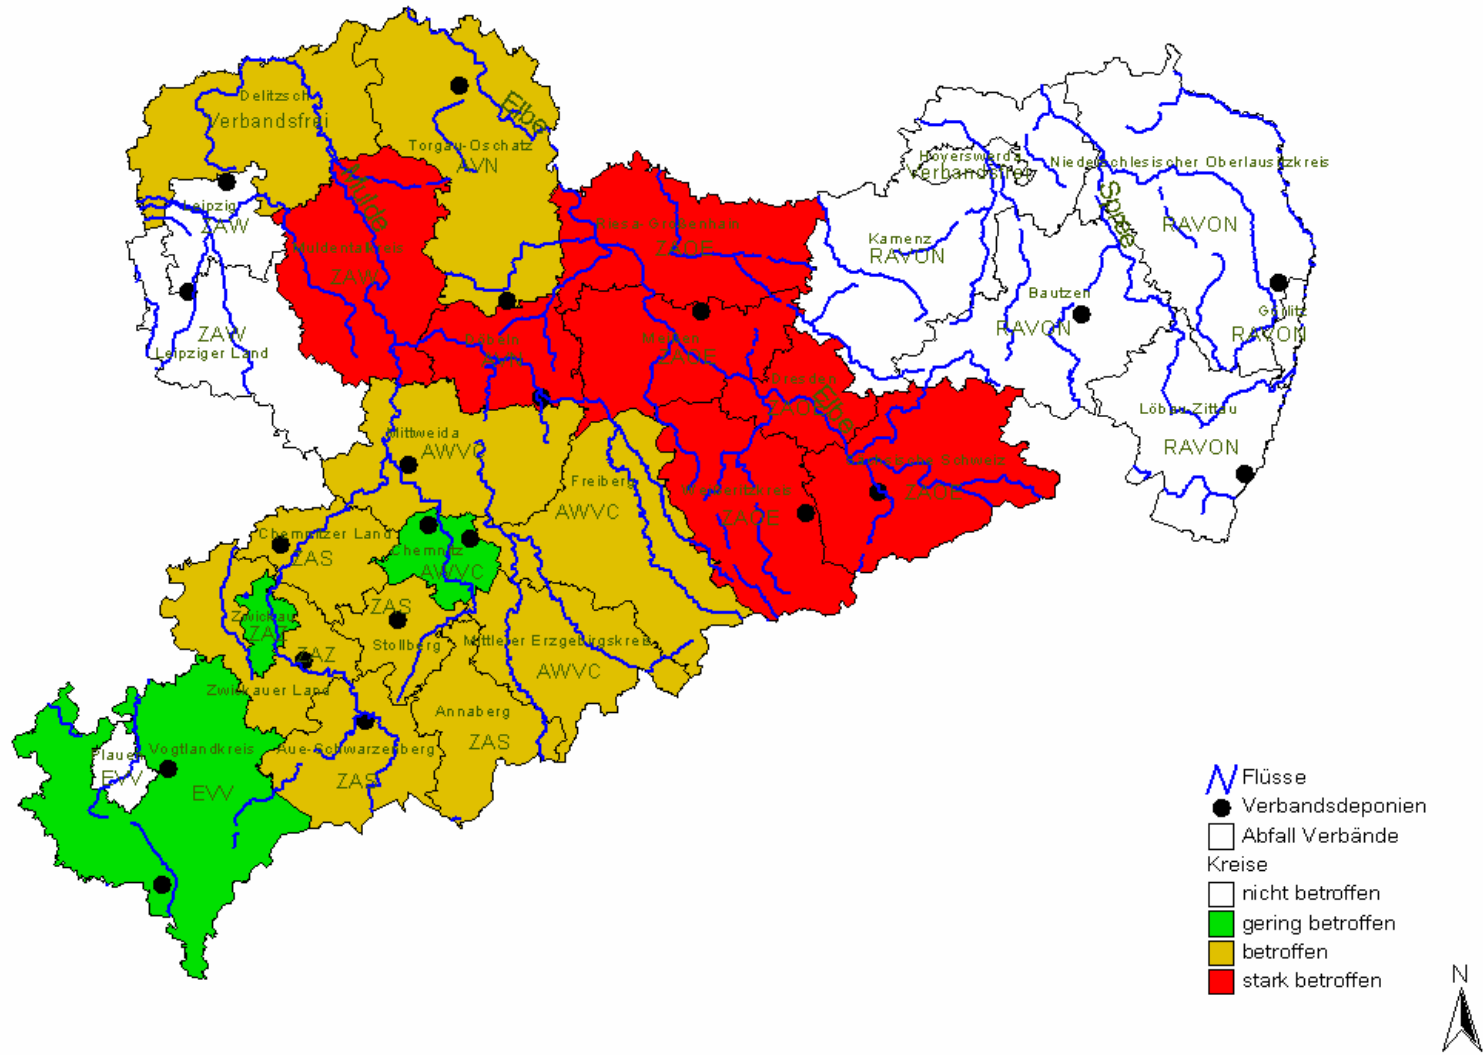 Delitzsch
Verbandsfrei
Elbe
Torgau-Oschatz
AVN
Mulde
Leipzig
ZAW
Muldentalkreis
ZAW
ZAW
Leipziger Land
Riesa-Großenhain
ZAOE
Hoyerswerda
Verbandsfrei
Niederschlesischer Oberlausitzkreis
Spree
RAVON
Kamenz
RAVON
Bautzen
RAVON
Görlitz
RAVON
Löbau-Zittau
RAVON
Döbeln
AVN
Meißen
ZAOE
Dresden
ZAOE
Elbe
Mittweida
AWVC
Freiberg
AWVC
Weißeritzkreis
ZAOE
Sächsische Schweiz
ZAOE
Chemnitzer Land
ZAS
Chemnitz
AWVC
Zwickau
ZAZ
ZAS
Stollberg
Mittlerer Erzgebirgskreis
AWVC
ZAZ
Zwickauer Land
Annaberg
ZAS
Aue-Schwarzenberg
ZAS
Plauen
EVV
Vogtlandkreis
EVV
Flüsse
Verbandsdeponien
Abfall Verbände
Kreise
nicht betroffen
gering betroffen
betroffen
stark betroffen
N